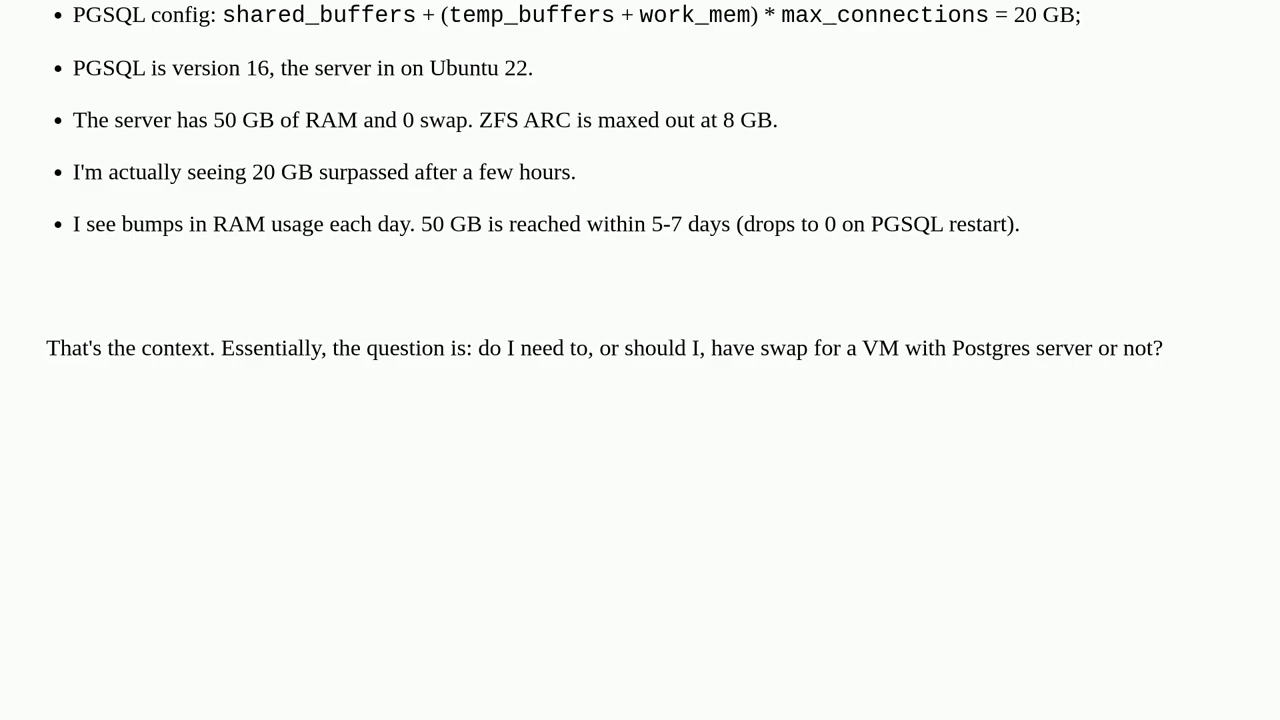 • PGSQL config: shared_buffers + (temp_buffers + work_mem) * max_connections = 20 GB;
• PGSQL is version 16, the server in on Ubuntu 22.
• The server has 50 GB of RAM and 0 swap. ZFS ARC is maxed out at 8 GB.
• I'm actually seeing 20 GB surpassed after a few hours.
• I see bumps in RAM usage each day. 50 GB is reached within 5-7 days (drops to 0 on PGSQL restart).
That's the context. Essentially, the question is: do I need to, or should I, have swap for a VM with Postgres server or not?